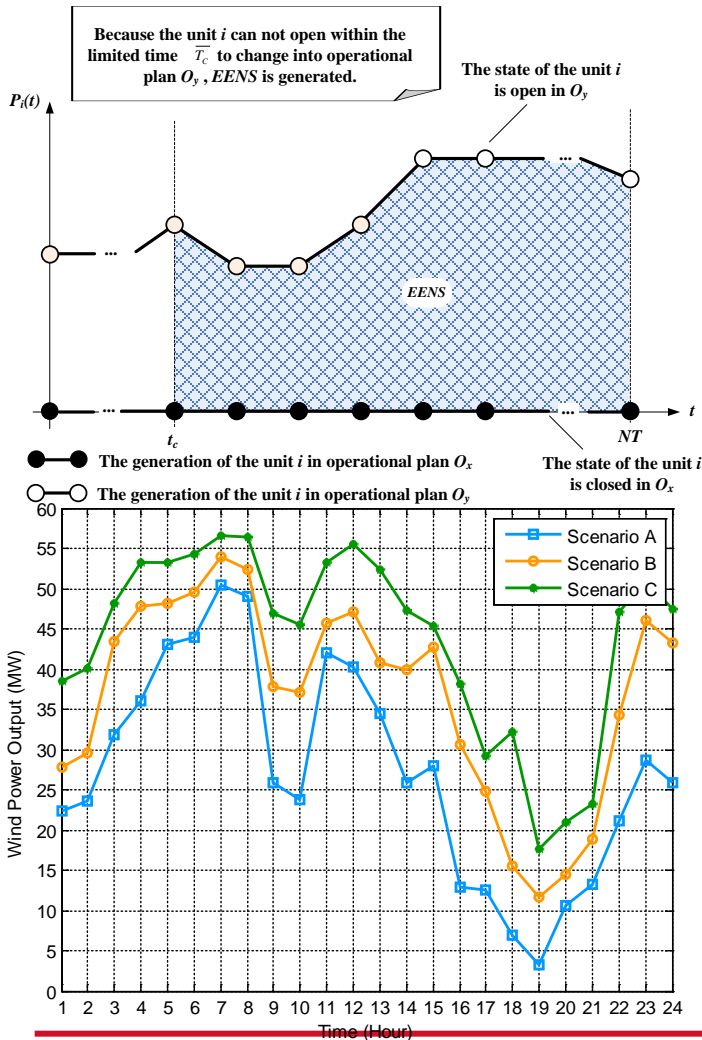 Because the unit i can not open within the
limited time T̅c̅ to change into operational
plan Oy , EENS is generated.
The state of the unit i
is open in Oy
Pi(t)
...
...
EENS
...
...
t
tc
NT
The generation of the unit i in operational plan Ox
The state of the unit i
is closed in Ox
The generation of the unit i in operational plan Oy
60
55
50
45
40
35
30
25
20
15
10
5
0
Wind Power Output (MW)
Scenario A
Scenario B
Scenario C
1 2 3 4 5 6 7 8 9 10 11 12 13 14 15 16 17 18 19 20 21 22 23 24
Time (Hour)